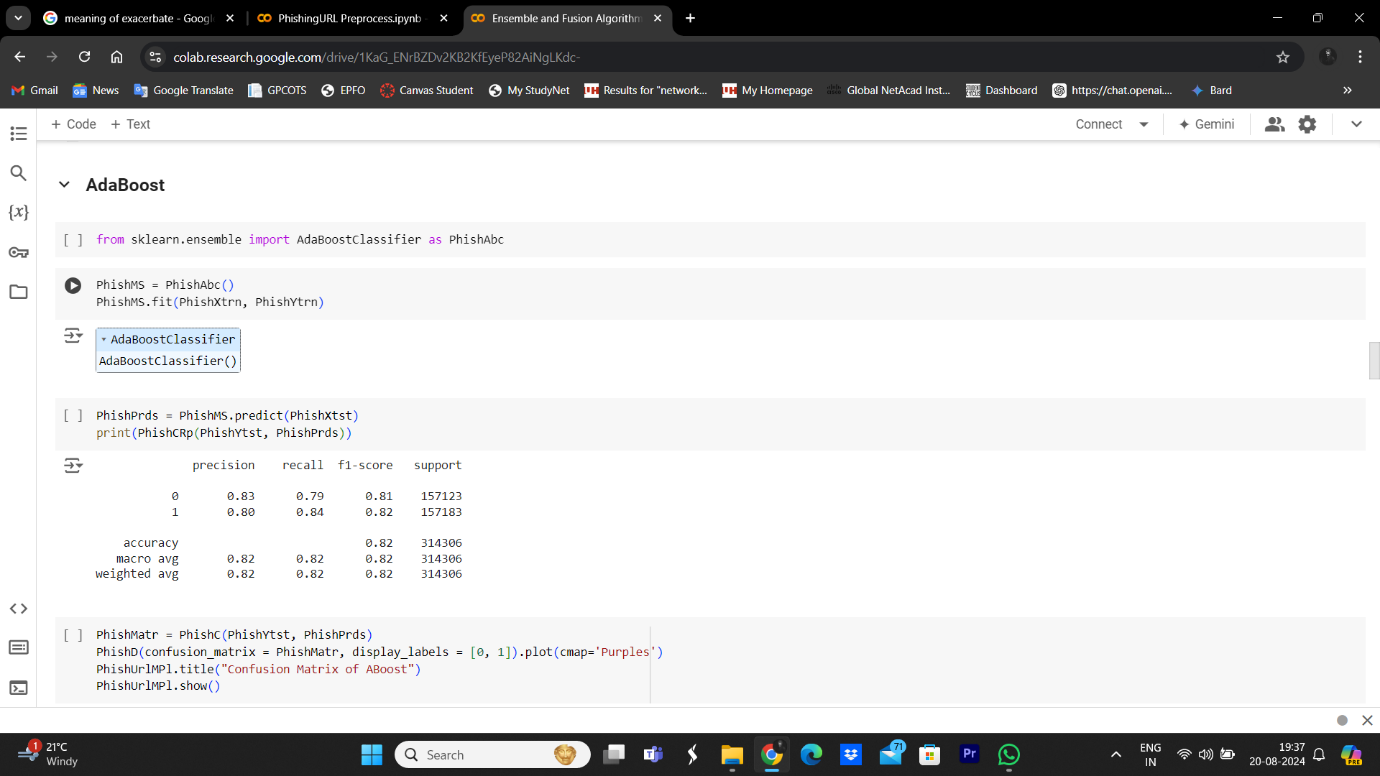 meaning of exacerbate - Googl
PhishingURL Preprocess.ipynb -
Ensemble and Fusion Algorithm
colab.research.google.com/drive/1KaG_ENrBZDv2KB2KfEyeP82AiNgLKdc-
Gmail News Google Translate GPCOTS EPFO Canvas Student My StudyNet Results for "network... My Homepage Global NetAcad Inst... Dashboard https://chat.openai.... Bard »
+ Code + Text Connect Gemini
AdaBoost
[ ] from sklearn.ensemble import AdaBoostClassifier as PhishAbc
PhishMS = PhishAbc()
PhishMS.fit(PhishXtrn, PhishYtrn)
AdaBoostClassifier
AdaBoostClassifier()
[ ] PhishPrds = PhishMS.predict(PhishXtst)
print(PhishCRp(PhishYtst, PhishPrds))
precision recall f1-score support
0 0.83 0.79 0.81 157123
1 0.80 0.84 0.82 157183
accuracy 0.82 314306
macro avg 0.82 0.82 0.82 314306
weighted avg 0.82 0.82 0.82 314306
[ ] PhishMatr = PhishC(PhishYtst, PhishPrds)
PhishD(confusion_matrix = PhishMatr, display_labels = [0, 1]).plot(cmap='Purples')
PhishUrlMPl.title("Confusion Matrix of ABoost")
PhishUrlMPl.show()
{x}
1 21°C
Windy
Search
71
Pr
ENG
IN
19:37
20-08-2024
PRE